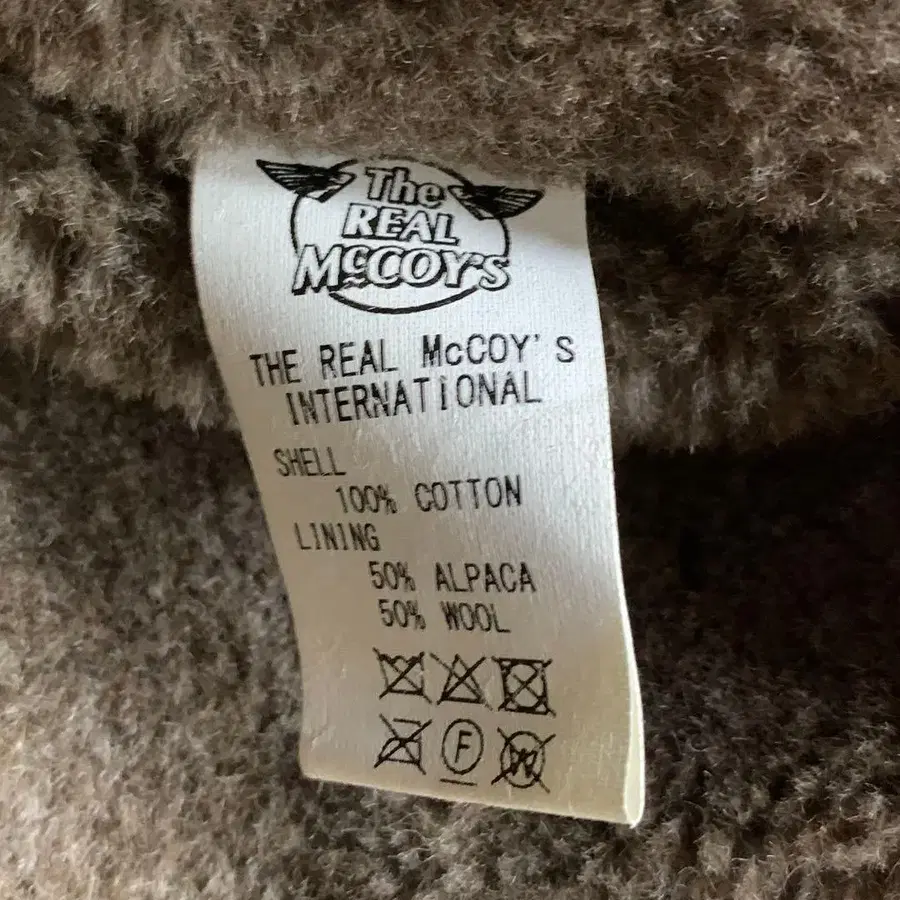 The
REAL
McCOY'S
THE REAL McCOY'S
INTERNATIONAL
SHELL
100% COTTON
LINING
50% ALPACA
50% WOOL
F W